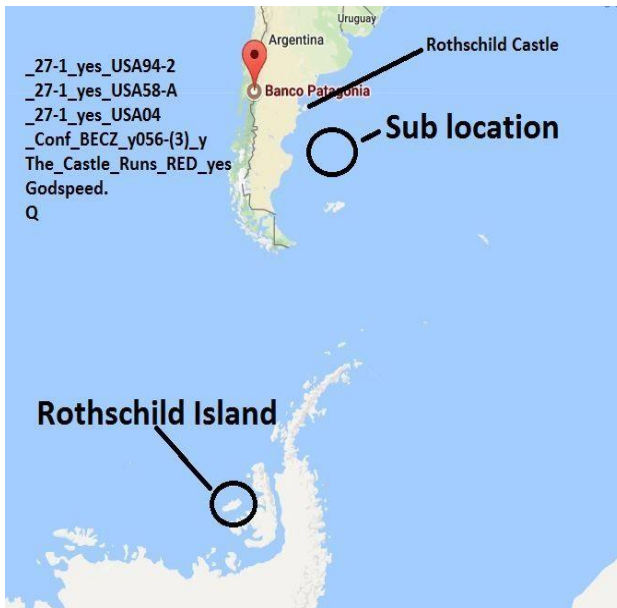 Uruguay
Argentina
Rothschild Castle
_27-1_yes_USA94-2
_27-1_yes_USA58-A
Banco Patagonia
_27-1_yes_USA04
Sub location
_Conf_BECZ_y056-(3)_y
The_Castle_Runs_RED_yes
Godspeed.
Q
Rothschild Island